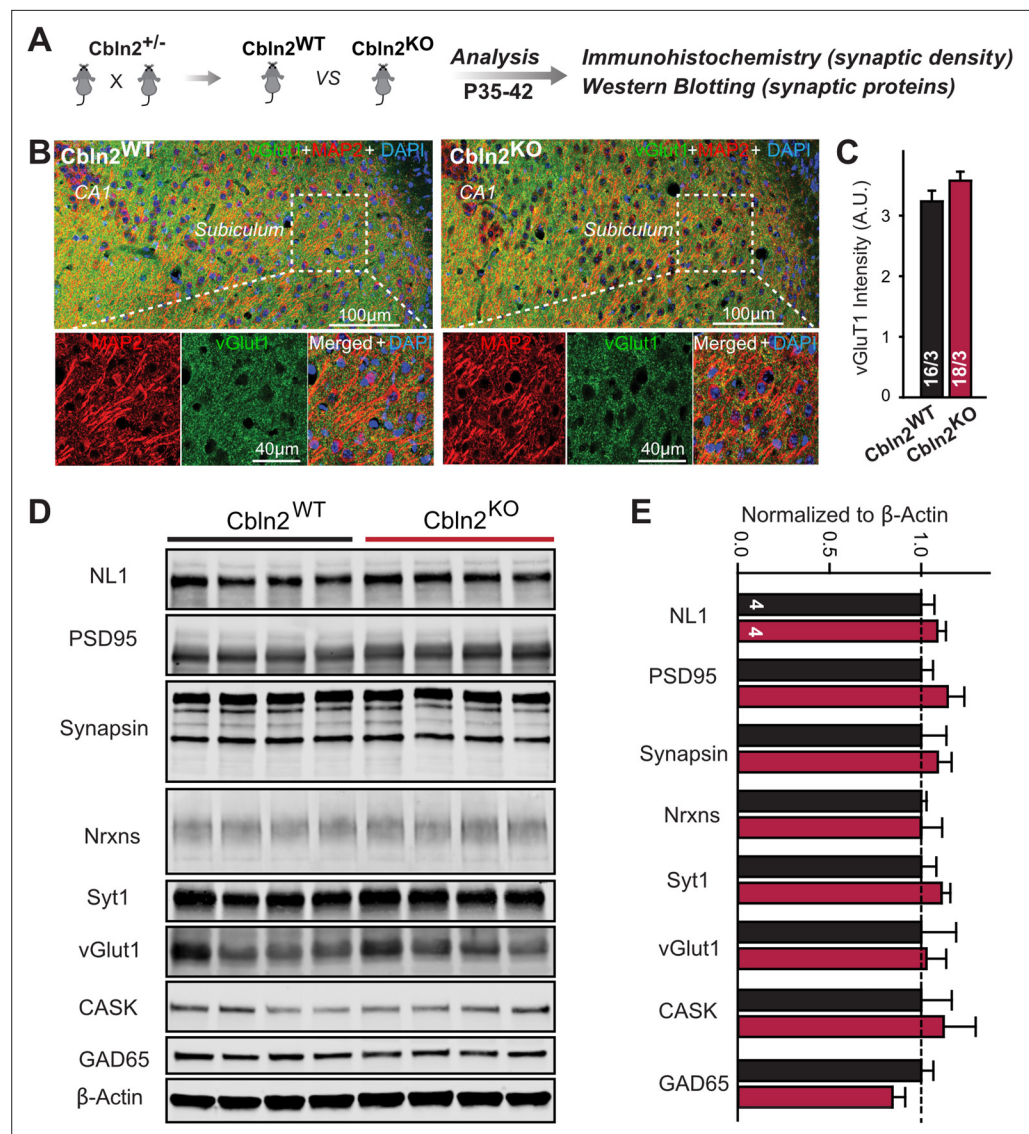 A
Cbln2+/-
X
Cbln2WT
VS
Cbln2KO
Analysis
P35-42
Immunohistochemistry (synaptic density)
Western Blotting (synaptic proteins)
B
Cbln2WT
vGlut1+MAP2+ DAPI
CA1
Subiculum
100μm
MAP2
vGlut1
Merged+DAPI
40μm
Cbln2KO
vGlut1+MAP2+ DAPI
CA1
Subiculum
100μm
MAP2
vGlut1
Merged+DAPI
40μm
C
vGluT1 Intensity (A.U.)
3
2
1
0
16/3
18/3
Cbln2WT
Cbln2KO
D
Cbln2WT
Cbln2KO
NL1
PSD95
Synapsin
Nrxns
Syt1
vGlut1
CASK
GAD65
β-Actin
E
Normalized to β-Actin
0.0
0.5
1.0
NL1
4
4
PSD95
Synapsin
Nrxns
Syt1
vGlut1
CASK
GAD65